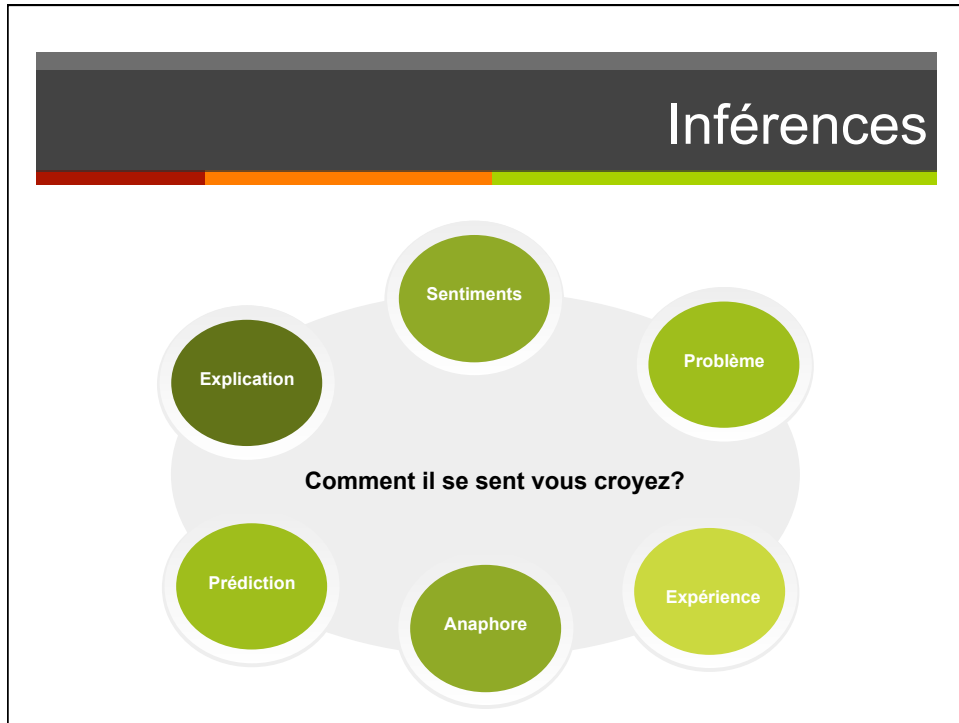 Inférences
Sentiments
Problème
Explication
Comment il se sent vous croyez?
Prédiction
Expérience
Anaphore